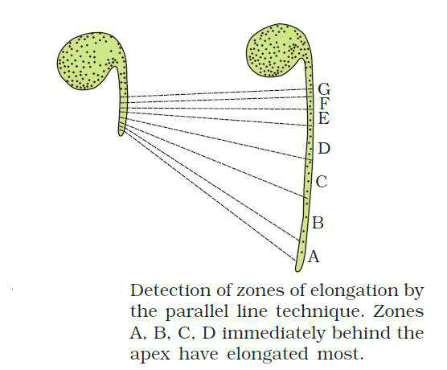 G
F
E
D
C
B
A
Detection of zones of elongation by
the parallel line technique. Zones
A, B, C, D immediately behind the
apex have elongated most.